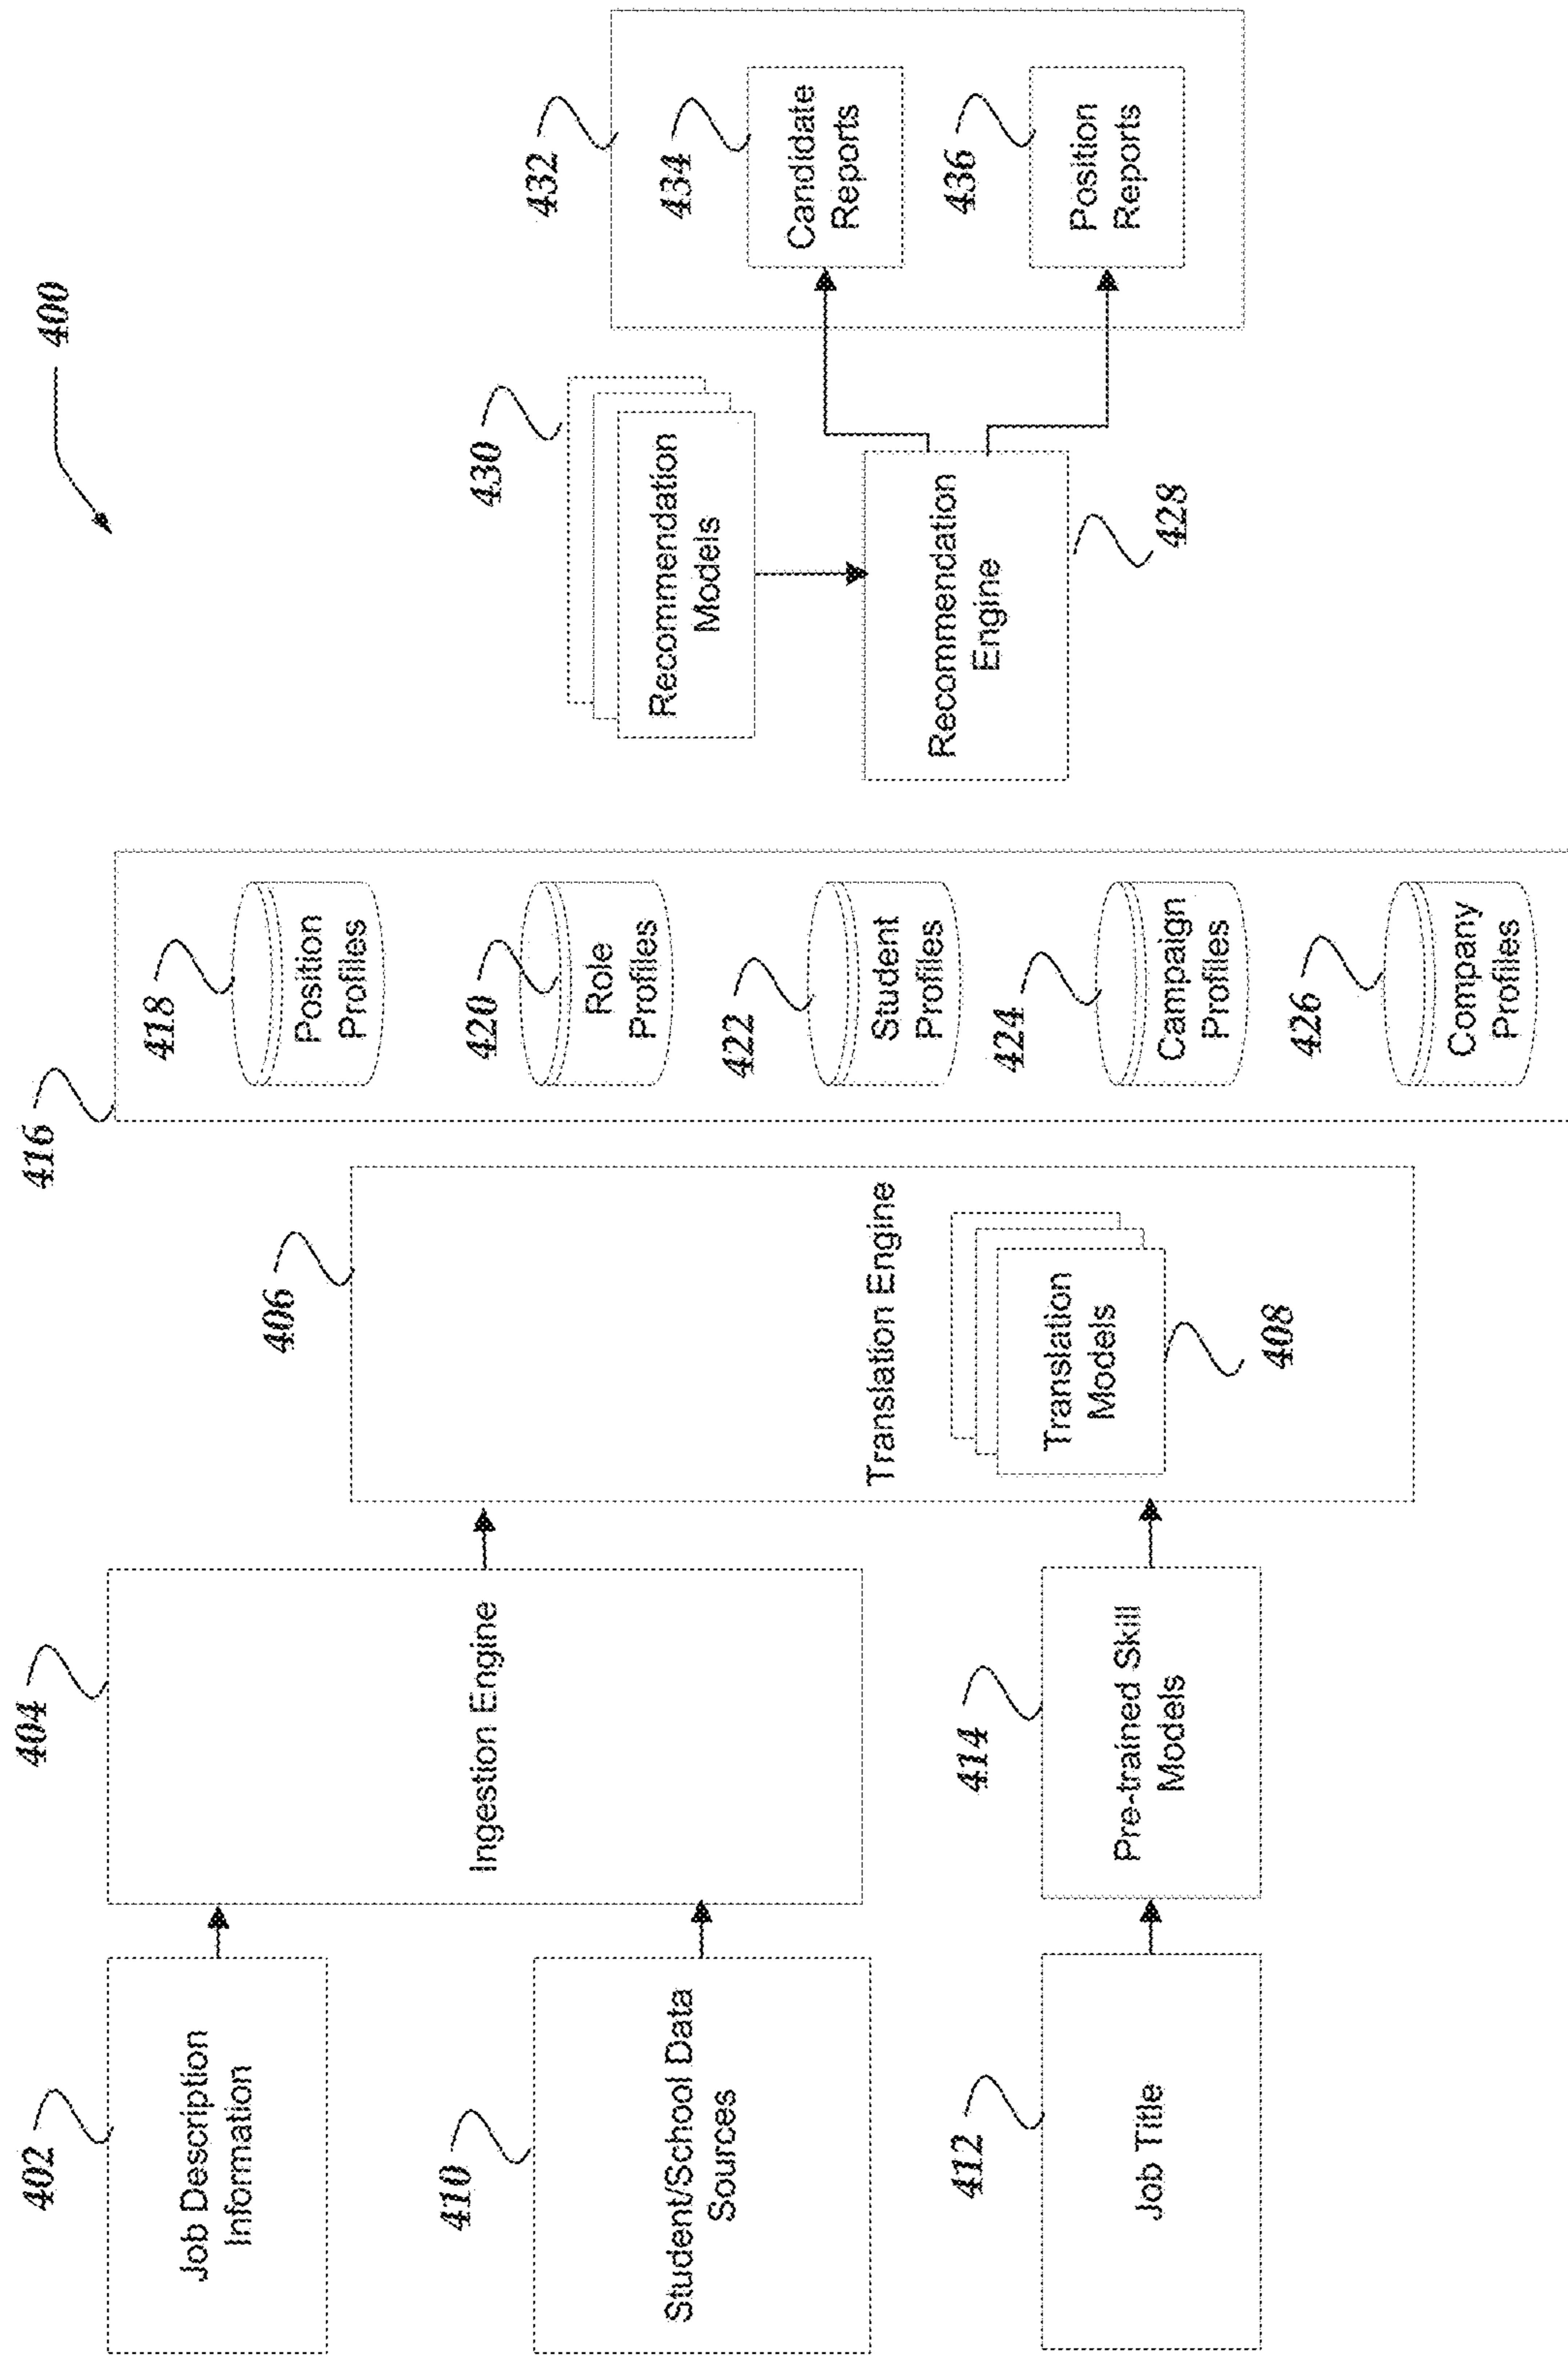 400
402
Job Description
Information
404
Ingestion Engine
410
Student/School Data
Sources
412
Job Title
414
Pre-trained Skill
Models
406
Translation Engine
Translation
Models
408
416
418
Position
Profiles
420
Role
Profiles
422
Student
Profiles
424
Campaign
Profiles
426
Company
Profiles
430
Recommendation
Models
Recommendation
Engine
428
432
434
Candidate
Reports
436
Position
Reports